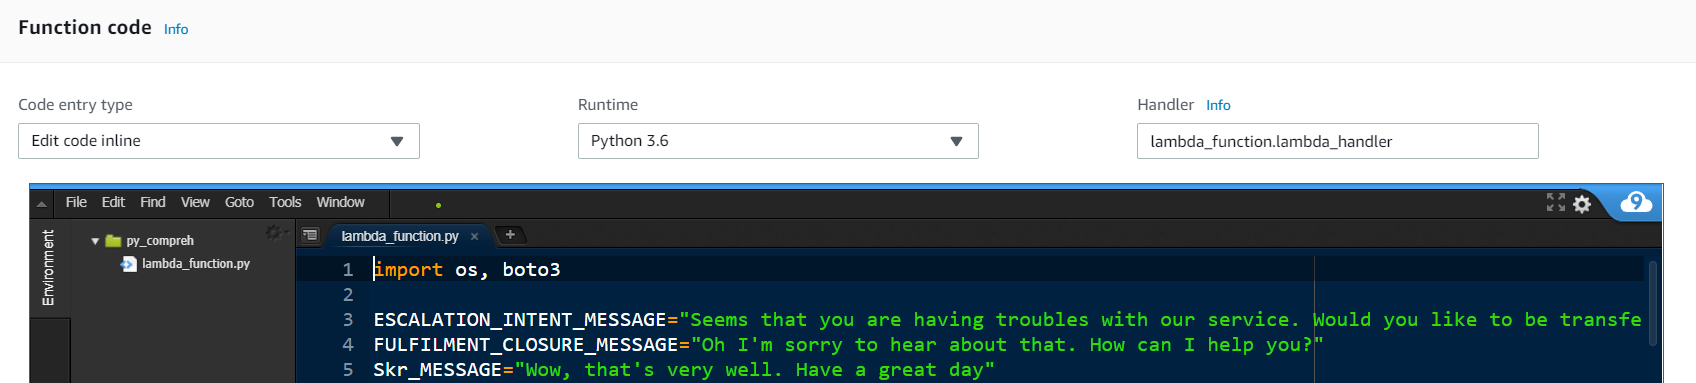 Function code Info
Code entry type
Edit code inline
Runtime
Python 3.6
Handler Info
lambda_function.lambda_handler
File Edit Find View Goto Tools Window
9
Environment
py_compreh
lambda_function.py
lambda_function.py × +
1 import os, boto3
2
3 ESCALATION_INTENT_MESSAGE="Seems that you are having troubles with our service. Would you like to be transfe
4 FULFILMENT_CLOSURE_MESSAGE="Oh I'm sorry to hear about that. How can I help you?"
5 Skr_MESSAGE="Wow, that's very well. Have a great day"